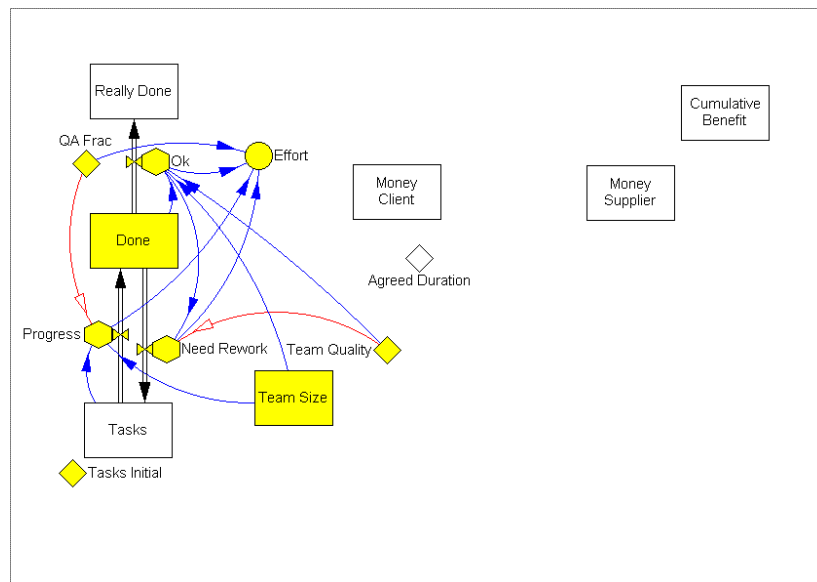 Really Done
Cumulative
Benefit
QA Frac
Ok
Effort
Money
Client
Money
Supplier
Done
Agreed Duration
Progress
Need Rework
Team Quality
Team Size
Tasks
Tasks Initial